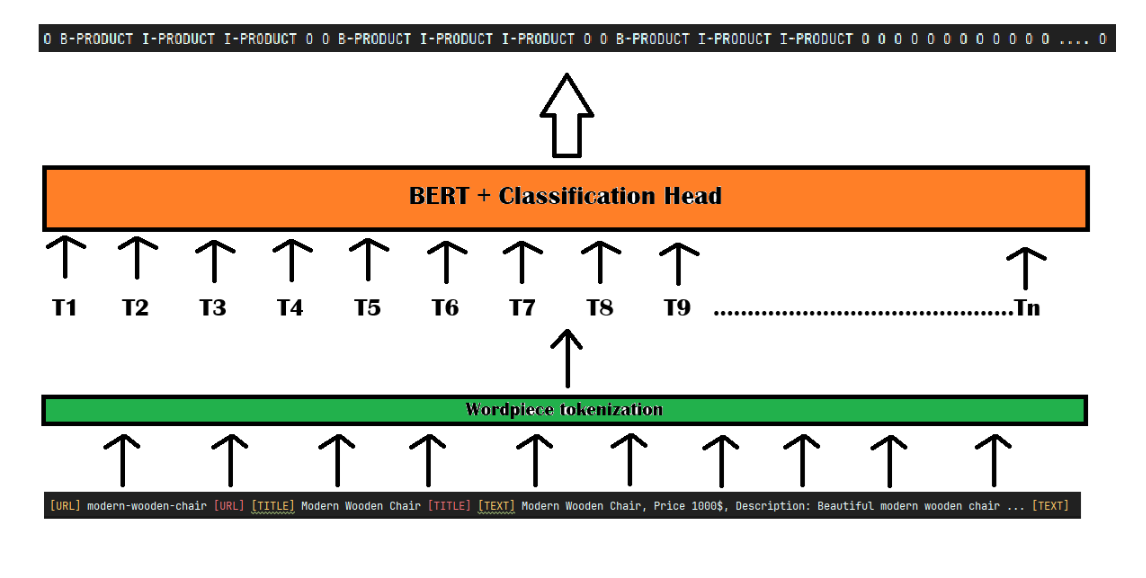 O B-PRODUCT I-PRODUCT I-PRODUCT O O B-PRODUCT I-PRODUCT I-PRODUCT O O B-PRODUCT I-PRODUCT I-PRODUCT O O O O O O O O O O O O .... O
BERT + Classification Head
T1 T2 T3 T4 T5 T6 T7 T8 T9 ............................................Tn
Wordpiece tokenization
[URL] modern-wooden-chair [URL] [TITLE] Modern Wooden Chair [TITLE] [TEXT] Modern Wooden Chair, Price 1000$, Description: Beautiful modern wooden chair ... [TEXT]